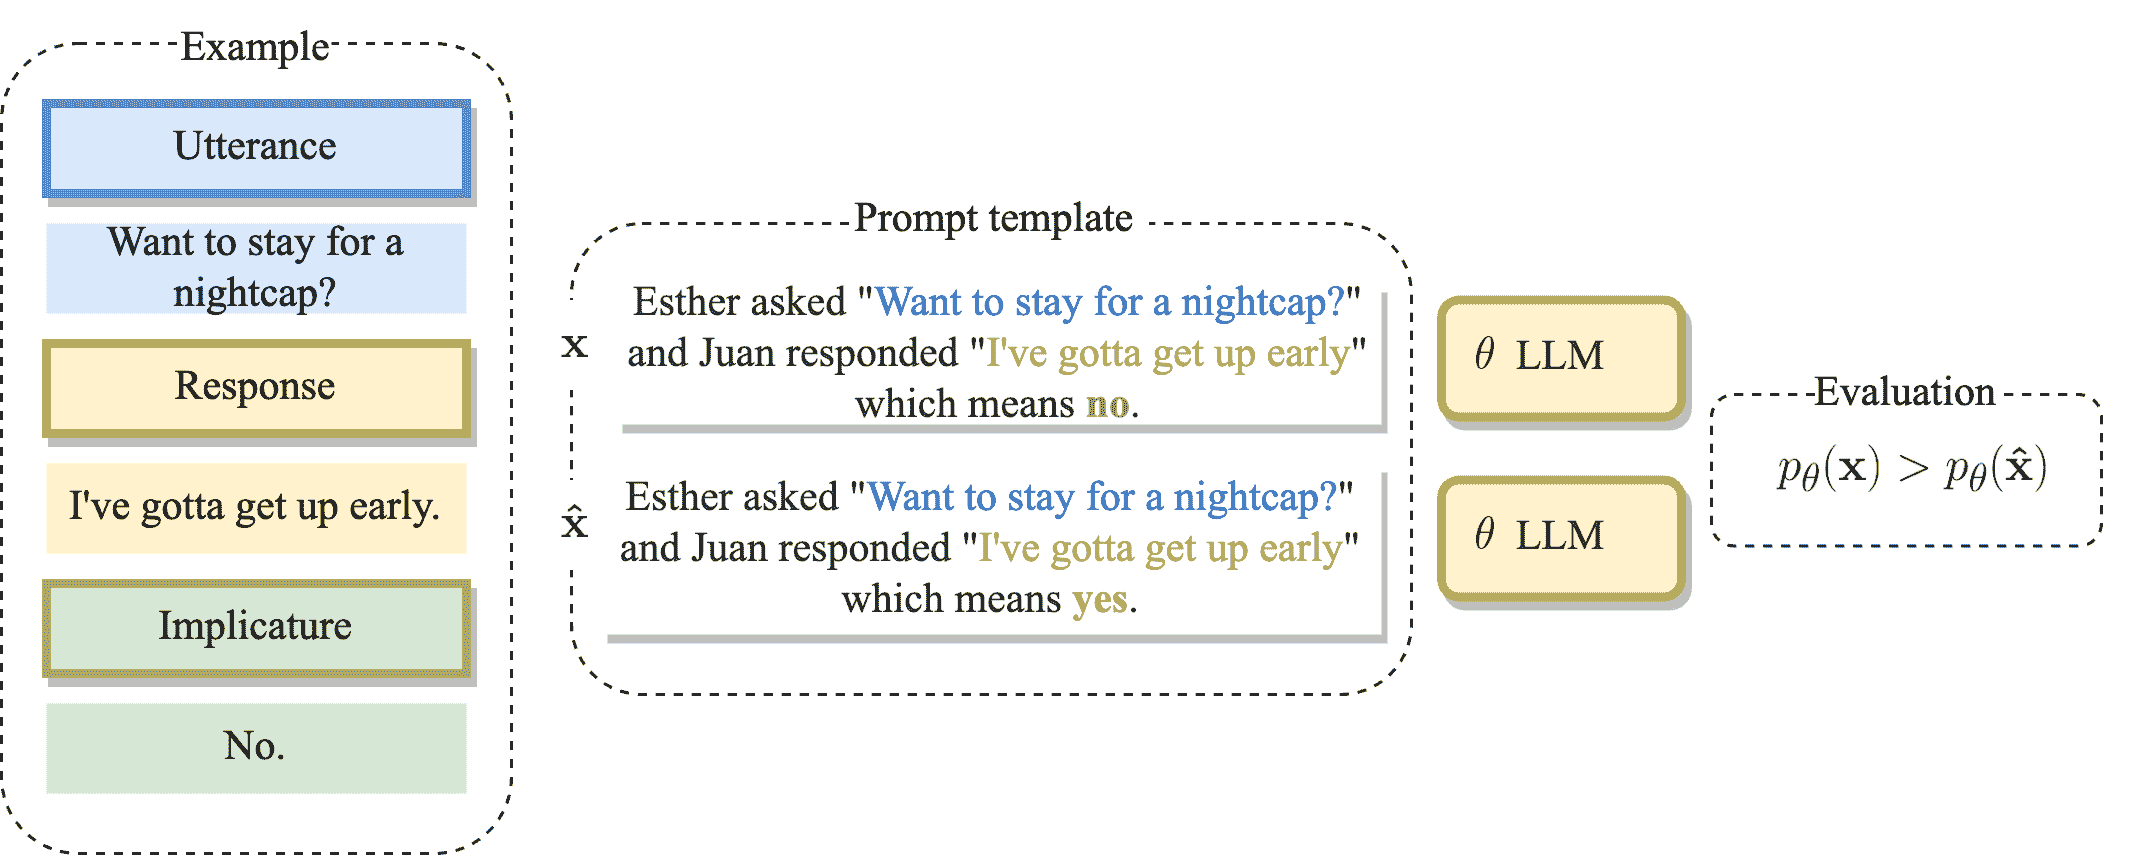 Example
Utterance
Want to stay for a
nightcap?
Response
I've gotta get up early.
Implicature
No.
Prompt template
x
Esther asked "Want to stay for a nightcap?"
and Juan responded "I've gotta get up early"
which means no.
x̂
Esther asked "Want to stay for a nightcap?"
and Juan responded "I've gotta get up early"
which means yes.
θ LLM
θ LLM
Evaluation
pθ(x) > pθ(x̂)